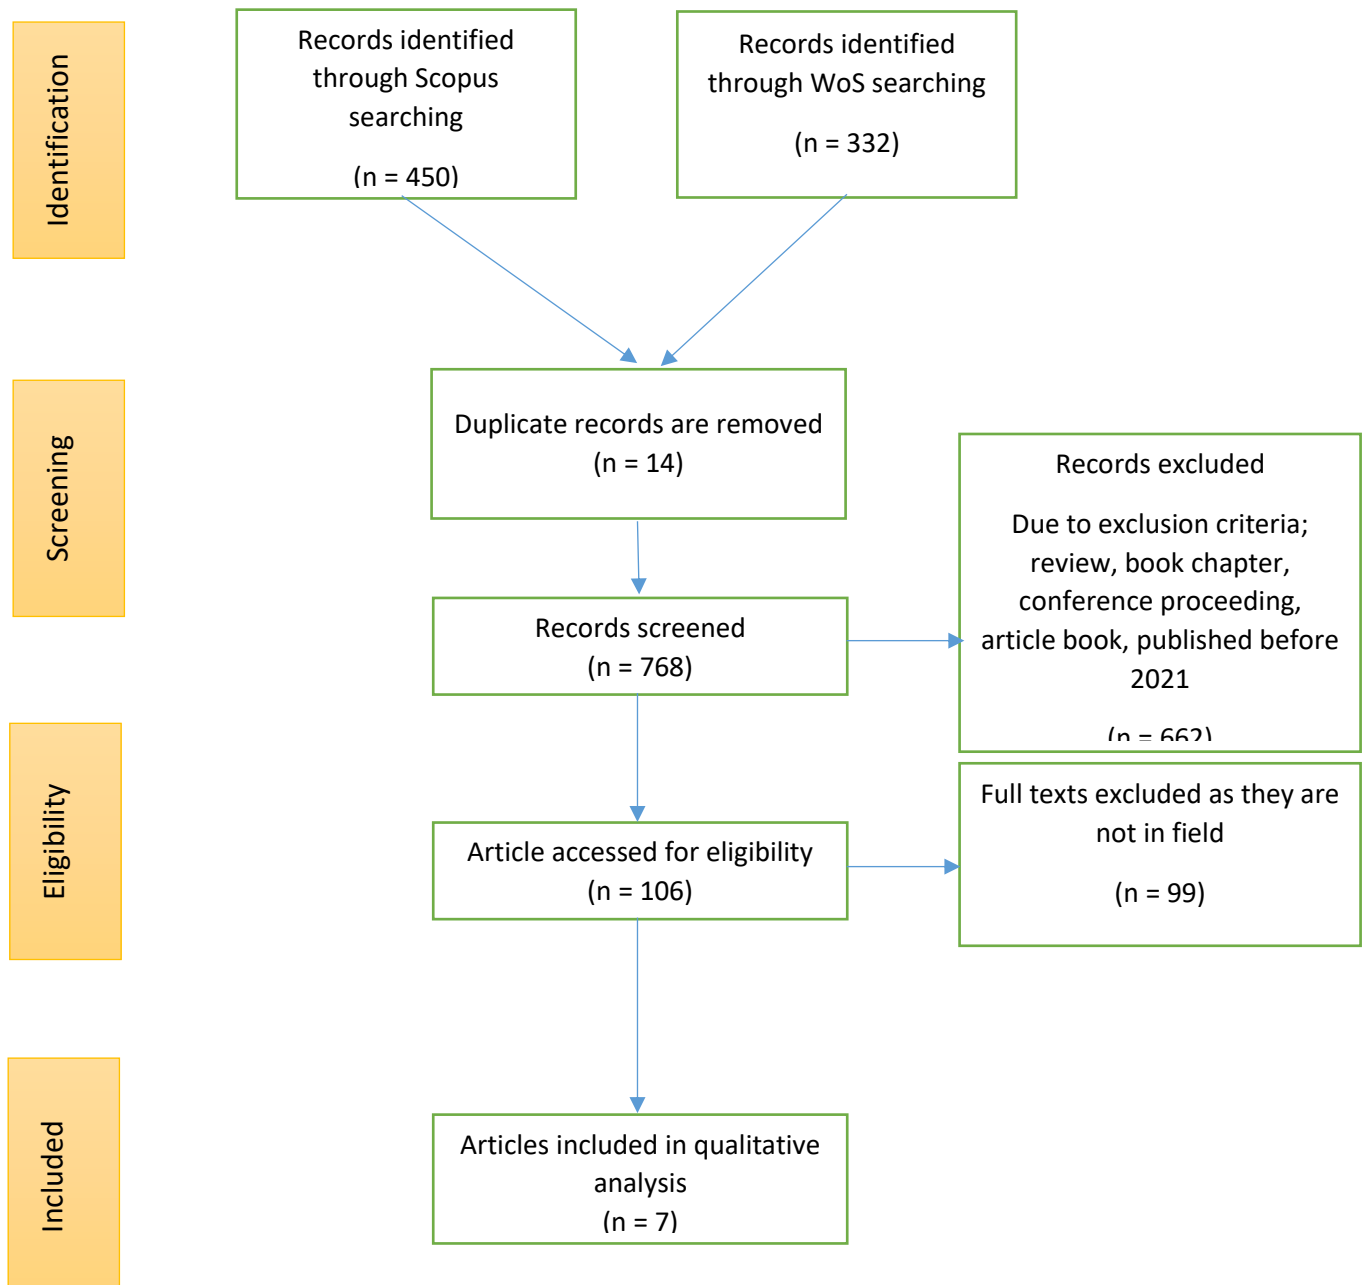 Identification
Records identified
through Scopus
searching
(n = 450)
Records identified
through WoS searching
(n = 332)
Screening
Duplicate records are removed
(n = 14)
Records screened
(n = 768)
Records excluded
Due to exclusion criteria;
review, book chapter,
conference proceeding,
article book, published before
2021
(n = 662)
Eligibility
Article accessed for eligibility
(n = 106)
Full texts excluded as they are
not in field
(n = 99)
Included
Articles included in qualitative
analysis
(n = 7)